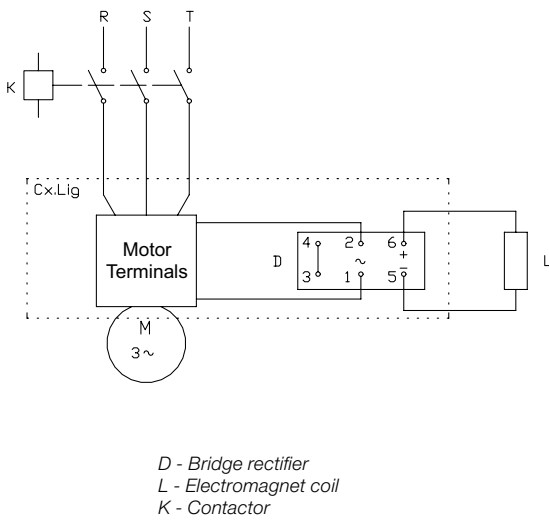 R S T
K
Cx.Lig
Motor
Terminals
D
4 2 6
~ +
3 1 5 –
L
M
3~
D - Bridge rectifier
L - Electromagnet coil
K - Contactor